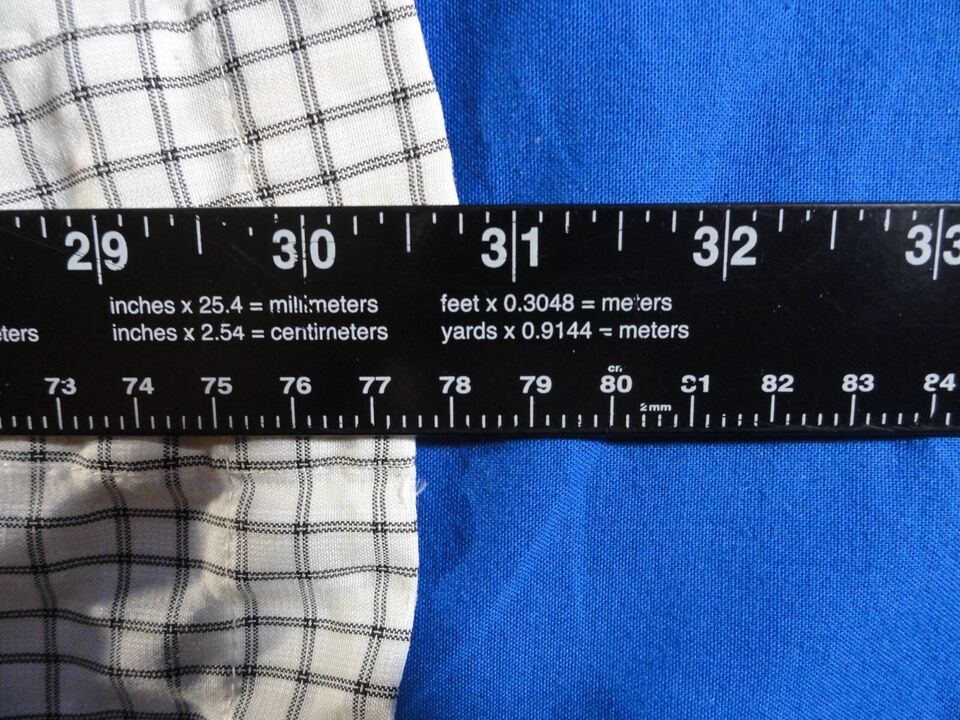 29 30 31 32 33
inches x 25.4 = millimeters feet x 0.3048 = meters
eters inches x 2.54 = centimeters yards x 0.9144 = meters
73 74 75 76 77 78 79 80 81 82 83 84
cm
2mm